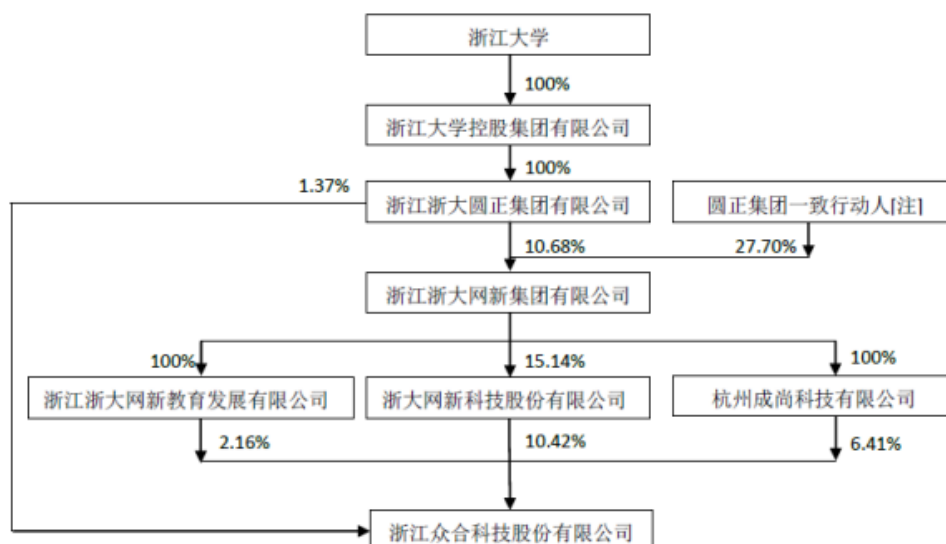 浙江大学
100%
浙江大学控股集团有限公司
100%
1.37%
浙江浙大圆正集团有限公司
圆正集团一致行动人[注]
10.68%
27.70%
浙江浙大网新集团有限公司
100%
15.14%
100%
浙江浙大网新教育发展有限公司
浙大网新科技股份有限公司
杭州成尚科技有限公司
2.16%
10.42%
6.41%
浙江众合科技股份有限公司